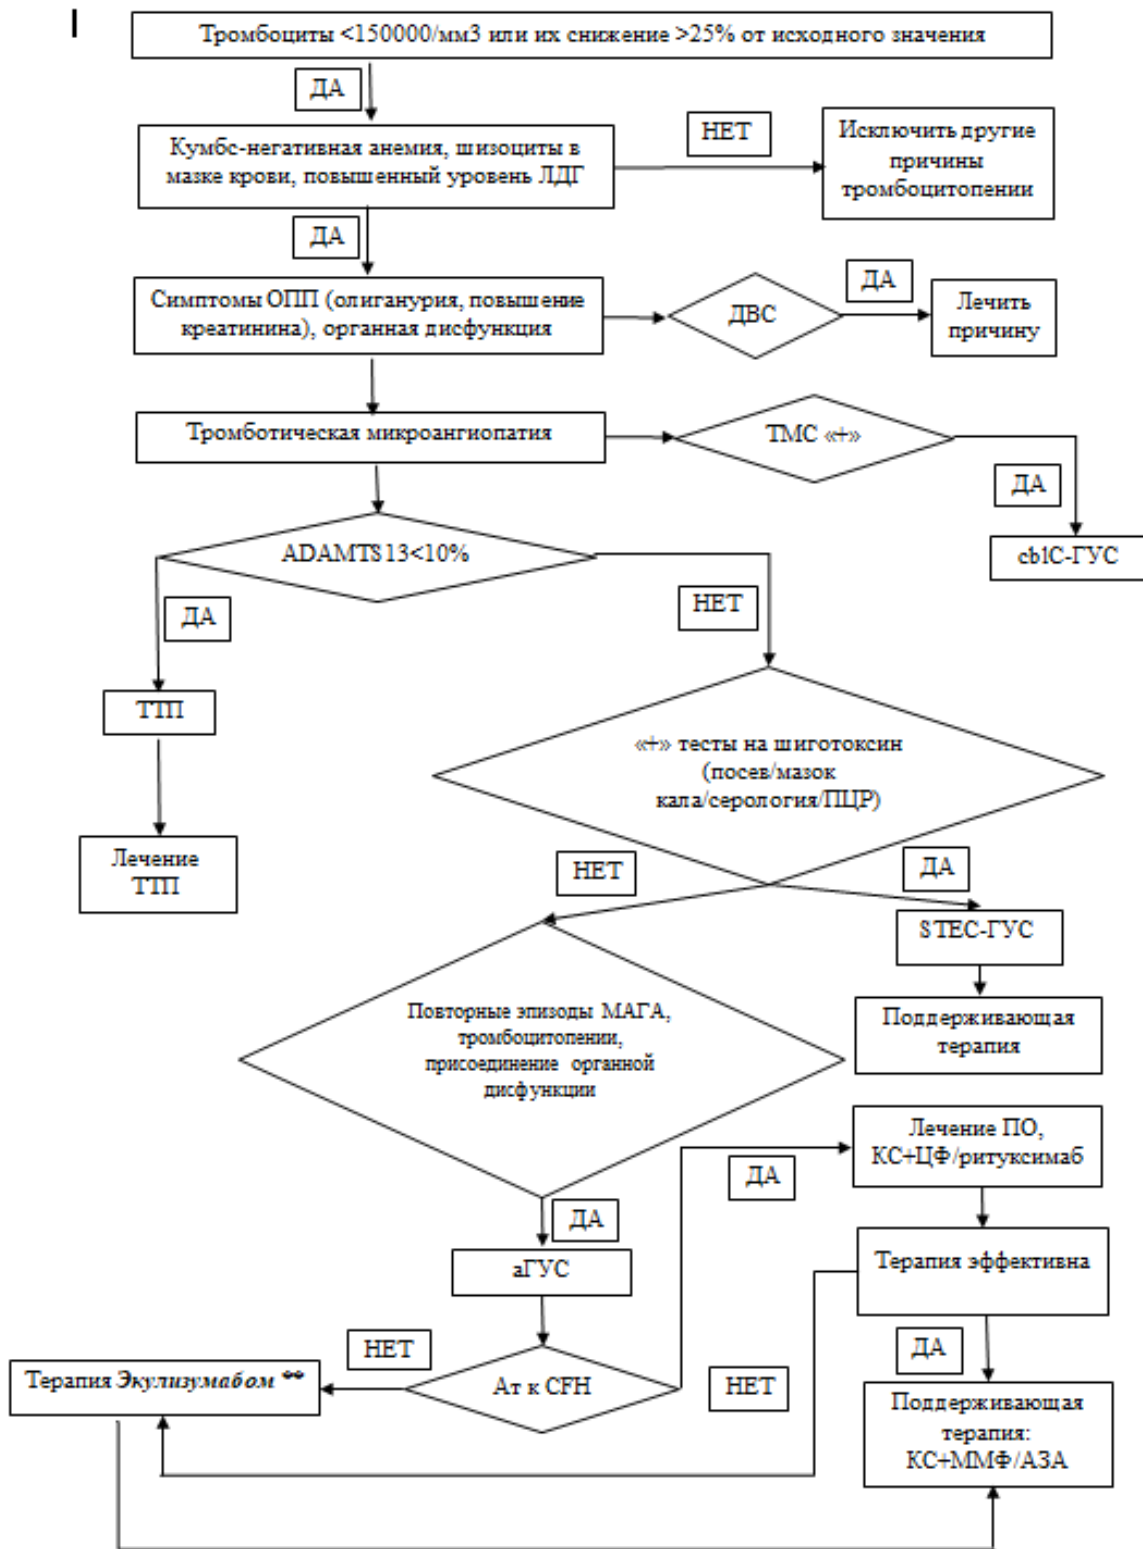 I
Тромбоциты <150000/мм3 или их снижение >25% от исходного значения
ДА
Кумбс-негативная анемия, шизоциты в
мазке крови, повышенный уровень ЛДГ
НЕТ
Исключить другие
причины
тромбоцитопении
ДА
Симптомы ОПП (олиганурия, повышение
креатинина), органная дисфункция
ДВС
ДА
Лечить
причину
Тромботическая микроангиопатия
ТМС «+»
ДА
cblC-ГУС
ADAMTS13<10%
ДА
НЕТ
ТТП
Лечение
ТТП
«+» тесты на шиготоксин
(посев/мазок
кала/серология/ПЦР)
НЕТ
ДА
STEC-ГУС
Поддерживающая
терапия
Повторные эпизоды МАГА,
тромбоцитопении,
присоединение органной
дисфункции
ДА
аГУС
Ат к CFH
ДА
Лечение ПО,
КС+ЦФ/ритуксимаб
Терапия эффективна
ДА
НЕТ
НЕТ
Терапия Экулизумабом **
Поддерживающая
терапия:
КС+ММФ/АЗА